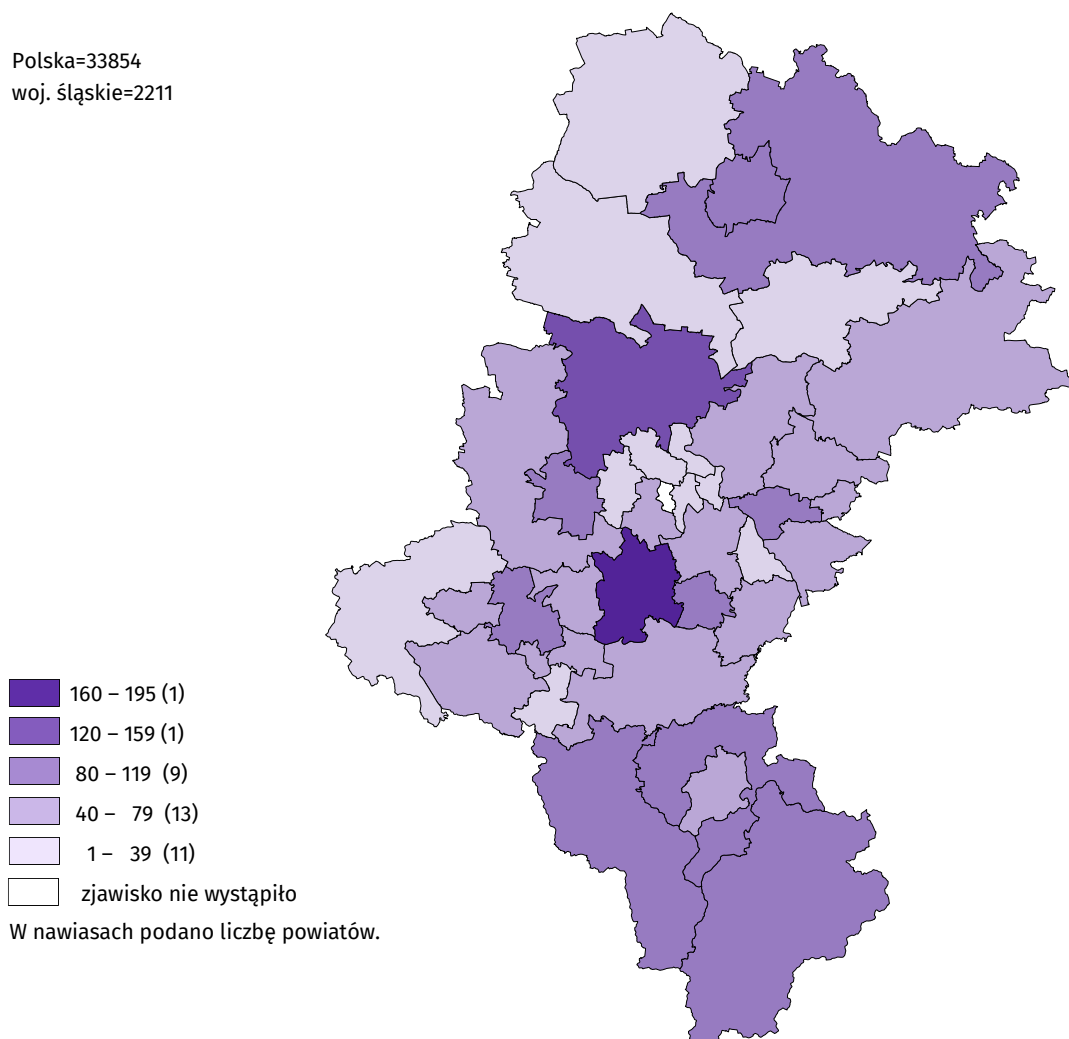 Polska=33854
woj. śląskie=2211
160 – 195 (1)
120 – 159 (1)
80 – 119 (9)
40 – 79 (13)
1 – 39 (11)
zjawisko nie wystąpiło
W nawiasach podano liczbę powiatów.